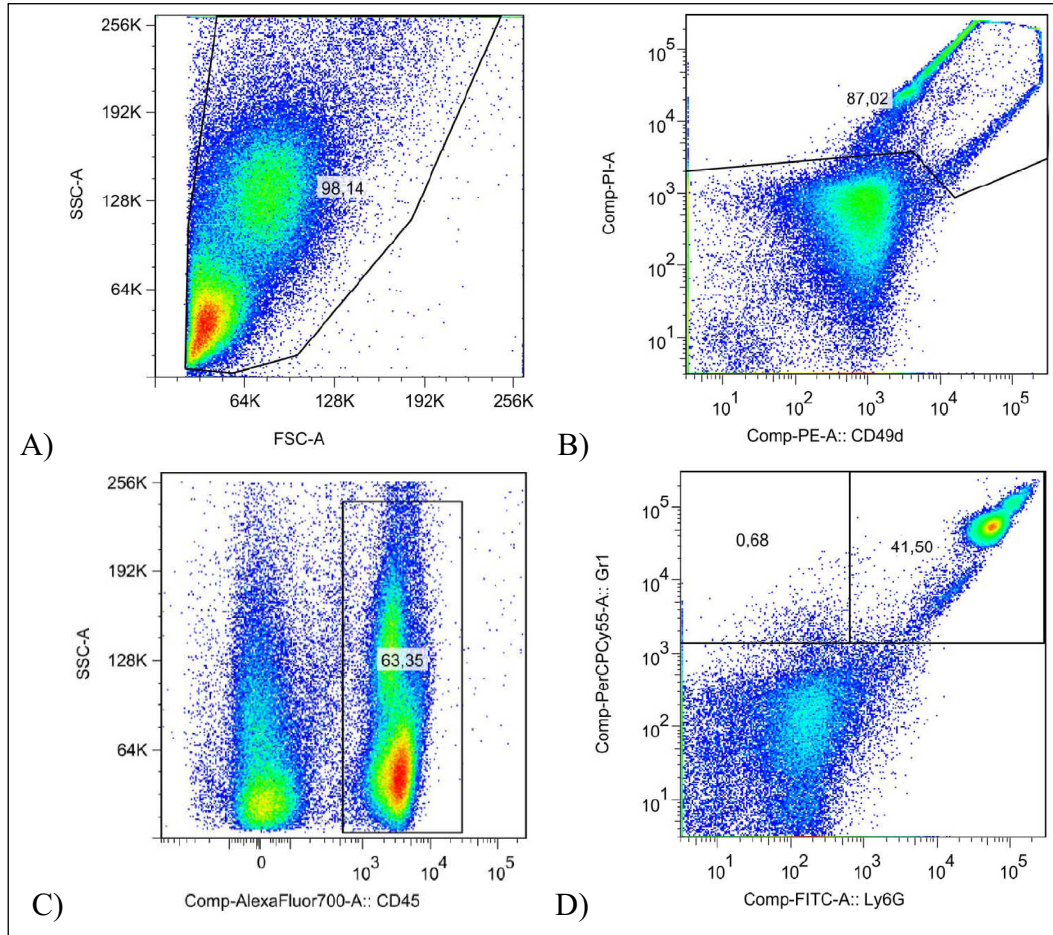 256K
192K
128K
64K
SSC-A
98,14
64K 128K 192K 256K
FSC-A
A)
10^5
10^4
10^3
10^2
10^1
Comp-PI-A
87,02
10^1 10^2 10^3 10^4 10^5
Comp-PE-A:: CD49d
B)
256K
192K
128K
64K
SSC-A
63,35
0 10^3 10^4 10^5
Comp-AlexaFluor700-A:: CD45
C)
10^5
10^4
10^3
10^2
10^1
Comp-PerCPCy55-A:: Gr1
0,68
41,50
10^1 10^2 10^3 10^4 10^5
Comp-FITC-A:: Ly6G
D)